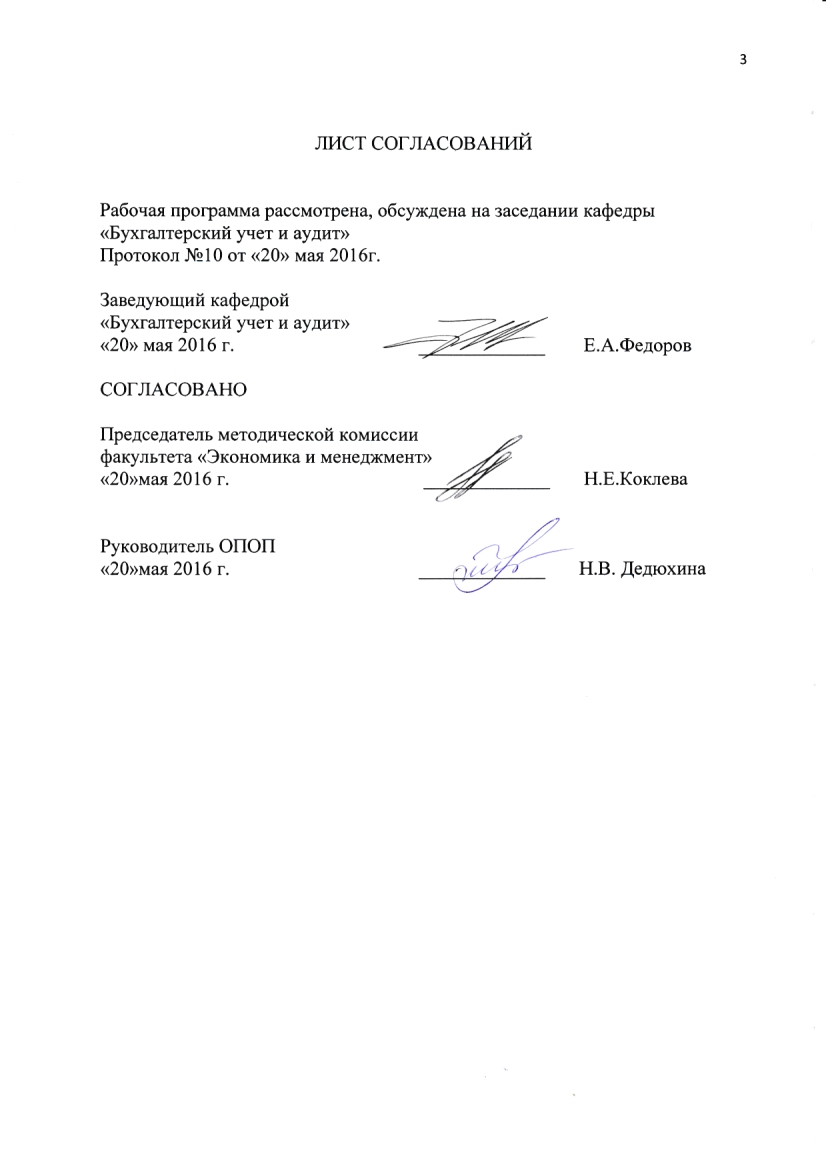 3
ЛИСТ СОГЛАСОВАНИЙ
Рабочая программа рассмотрена, обсуждена на заседании кафедры
«Бухгалтерский учет и аудит»
Протокол №10 от «20» мая 2016г.
Заведующий кафедрой
«Бухгалтерский учет и аудит»
«20» мая 2016 г. Е.А.Федоров
СОГЛАСОВАНО
Председатель методической комиссии
факультета «Экономика и менеджмент»
«20»мая 2016 г. Н.Е.Коклева
Руководитель ОПОП
«20»мая 2016 г. Н.В. Дедюхина